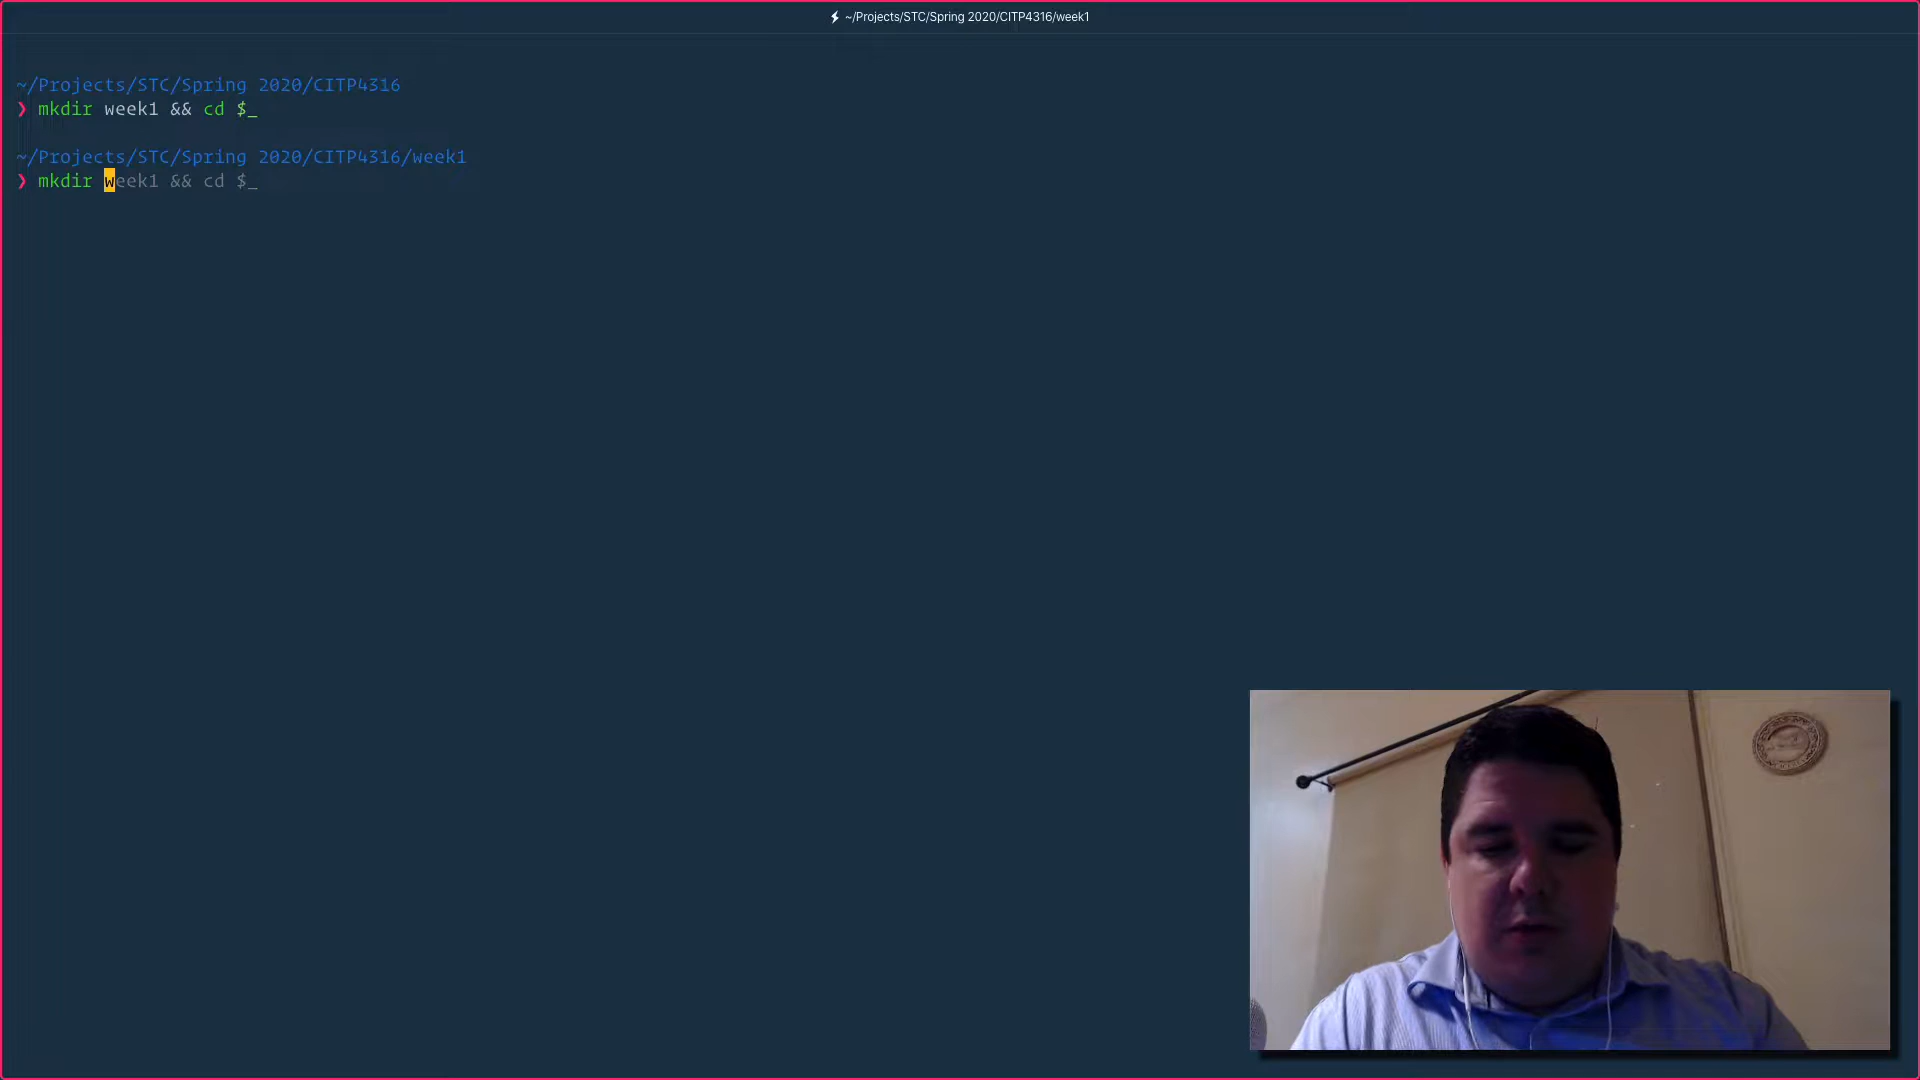 ~/Projects/STC/Spring 2020/CITP4316/week1
~/Projects/STC/Spring 2020/CITP4316
❯ mkdir week1 && cd $_
~/Projects/STC/Spring 2020/CITP4316/week1
❯ mkdir week1 && cd $_